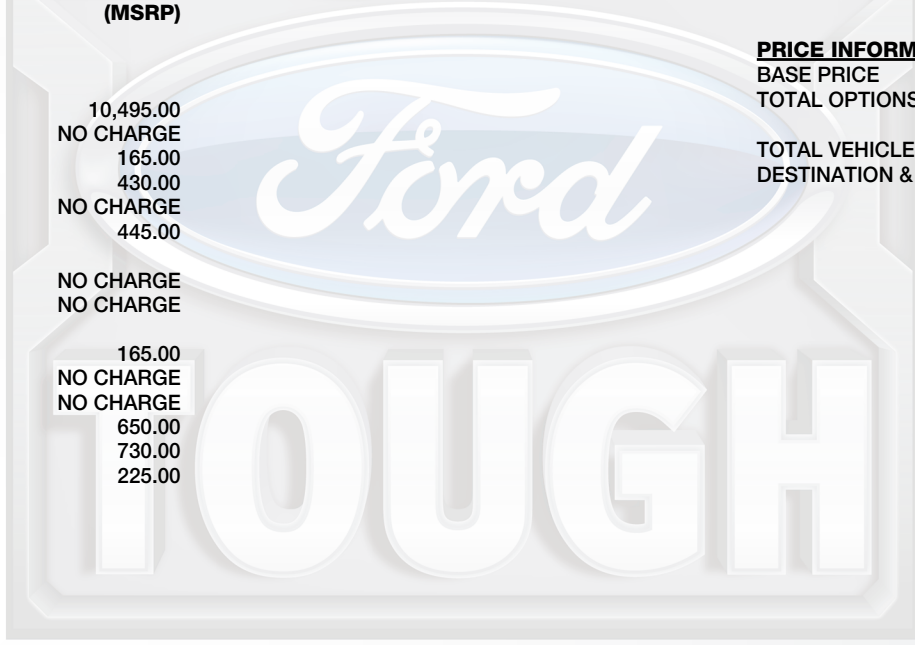 (MSRP)
10,495.00
NO CHARGE
165.00
430.00
NO CHARGE
445.00
NO CHARGE
NO CHARGE
165.00
NO CHARGE
NO CHARGE
650.00
730.00
225.00
PRICE INFORM
BASE PRICE
TOTAL OPTIONS
TOTAL VEHICLE
DESTINATION &
Ford
TOUGH